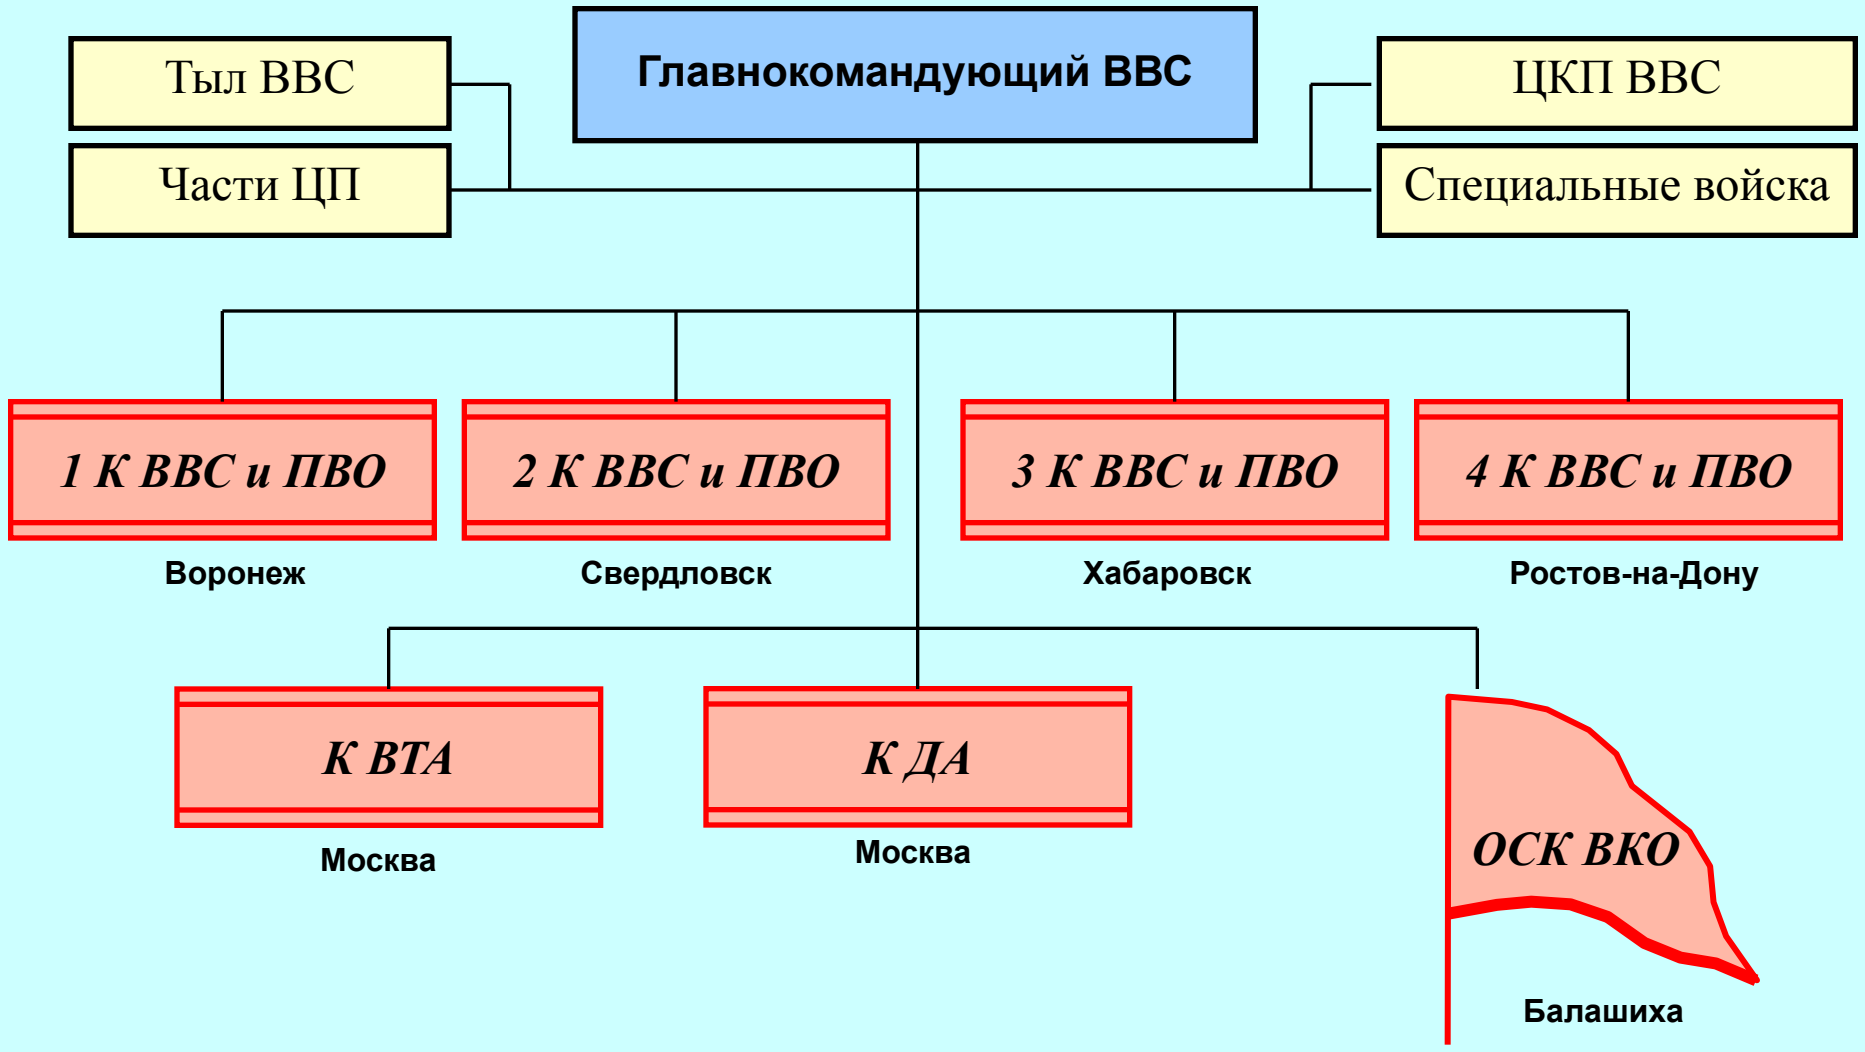 Главнокомандующий ВВС
Тыл ВВС
ЦКП ВВС
Части ЦП
Специальные войска
1 К ВВС и ПВО
2 К ВВС и ПВО
3 К ВВС и ПВО
4 К ВВС и ПВО
Воронеж
Свердловск
Хабаровск
Ростов-на-Дону
К ВТА
К ДА
ОСК ВКО
Москва
Москва
Балашиха